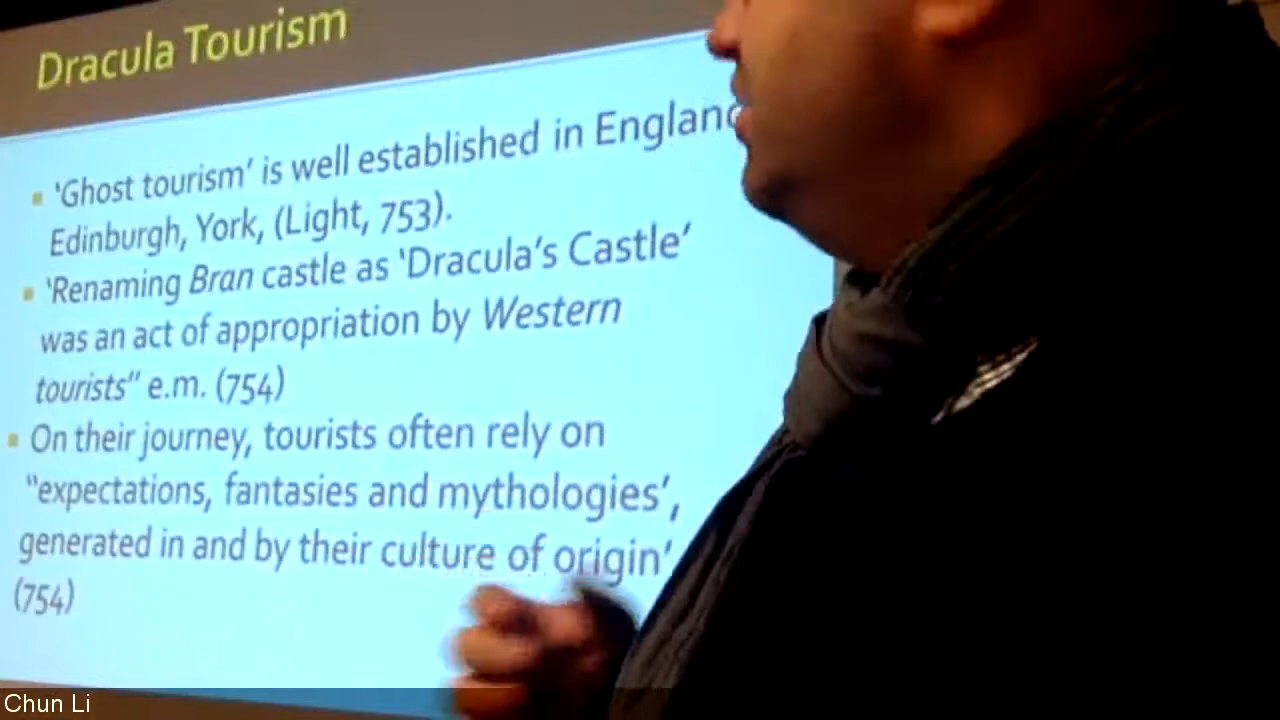 Dracula Tourism
▪ 'Ghost tourism' is well established in England
Edinburgh, York, (Light, 753).
▪ 'Renaming Bran castle as 'Dracula's Castle'
was an act of appropriation by Western
tourists" e.m. (754)
▪ On their journey, tourists often rely on
"expectations, fantasies and mythologies',
generated in and by their culture of origin'
(754)
Chun Li